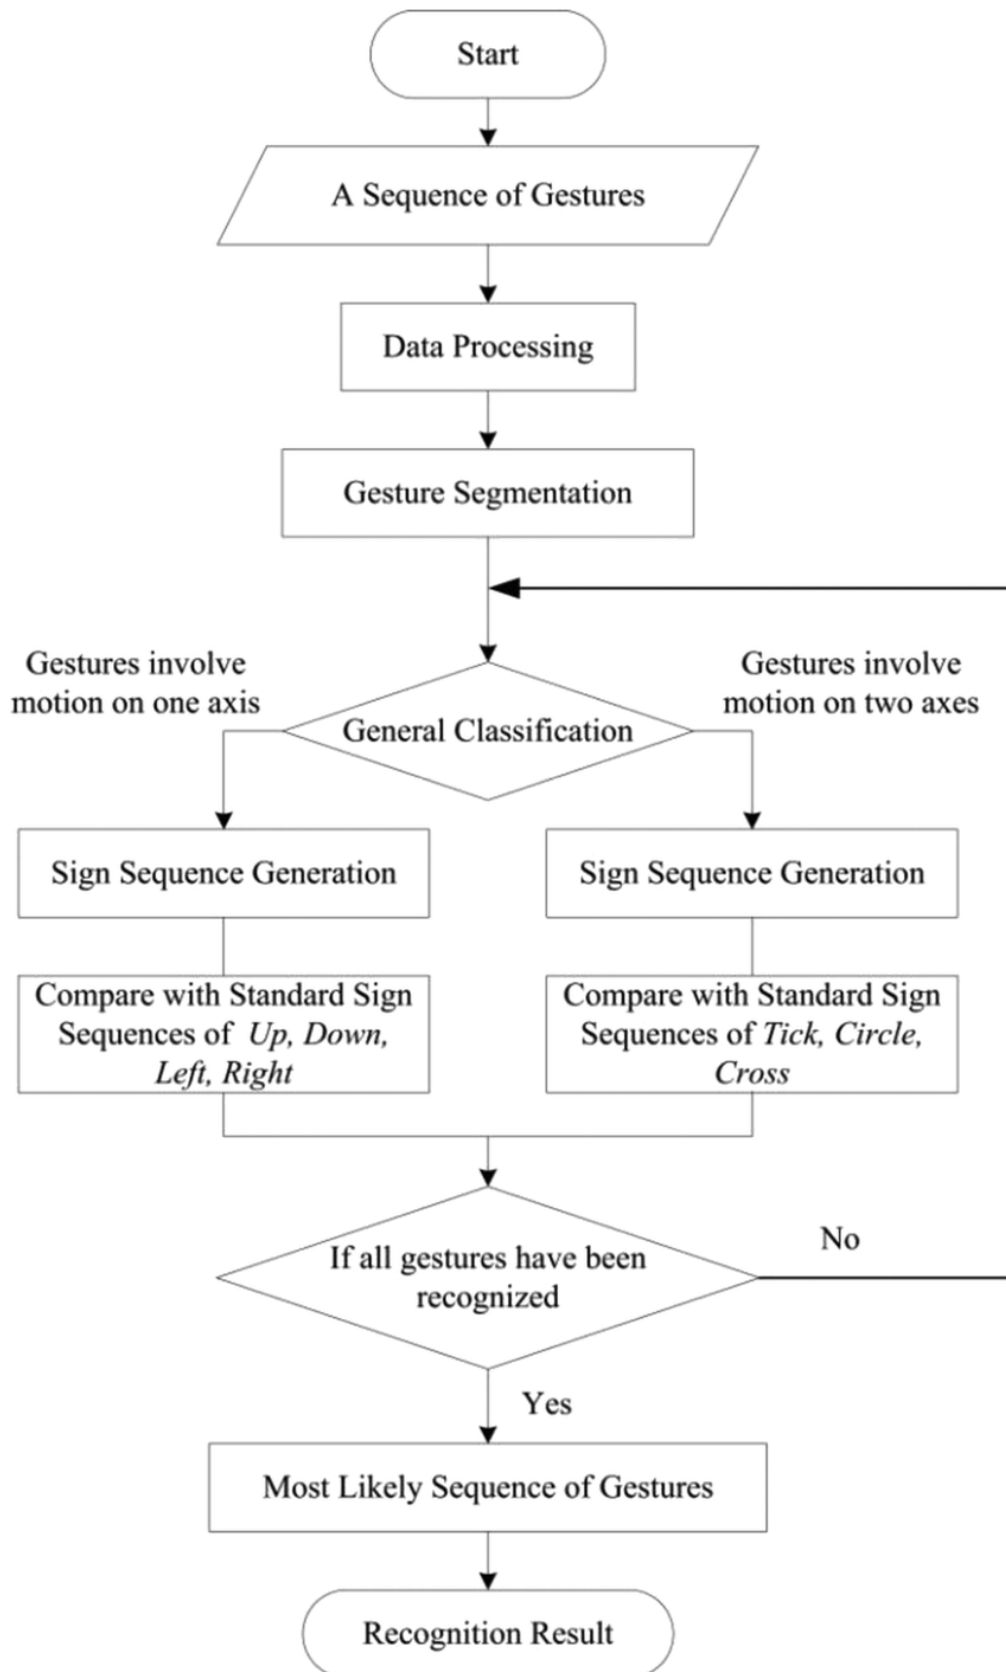 Start
A Sequence of Gestures
Data Processing
Gesture Segmentation
Gestures involve
motion on one axis
Gestures involve
motion on two axes
General Classification
Sign Sequence Generation
Sign Sequence Generation
Compare with Standard Sign
Sequences of Up, Down,
Left, Right
Compare with Standard Sign
Sequences of Tick, Circle,
Cross
If all gestures have been
recognized
No
Yes
Most Likely Sequence of Gestures
Recognition Result